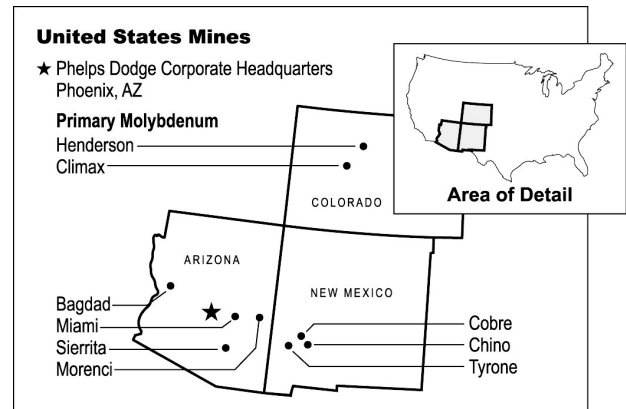 United States Mines
★ Phelps Dodge Corporate Headquarters
Phoenix, AZ
Primary Molybdenum
Henderson
Climax
COLORADO
Area of Detail
ARIZONA
NEW MEXICO
Bagdad
Miami
Sierrita
Morenci
Cobre
Chino
Tyrone